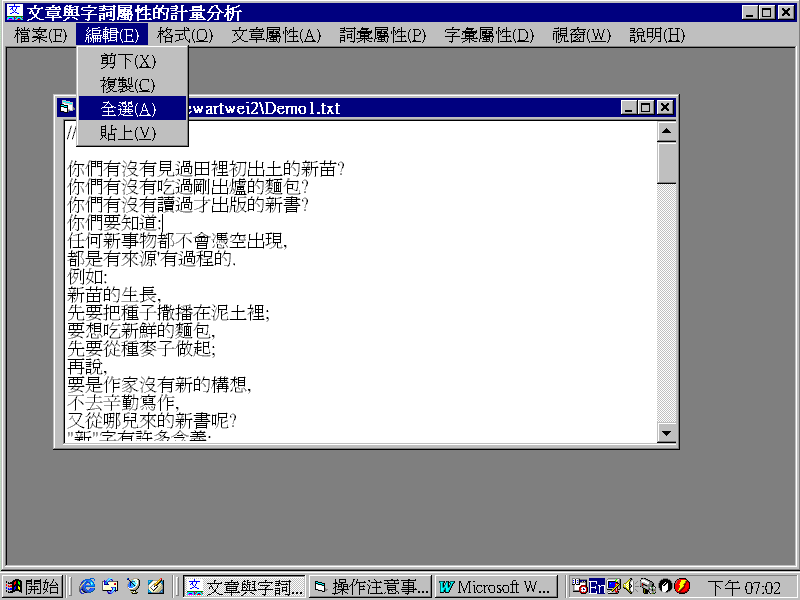 文章與字詞屬性的計量分析
檔案(F) 編輯(E) 格式(O) 文章屬性(A) 詞彙屬性(P) 字彙屬性(D) 視窗(W) 說明(H)
剪下(X)
複製(C)
全選(A)
貼上(V)
ewartwei2\Demo1.txt
//
你們有沒有見過田裡初出土的新苗?
你們有沒有吃過剛出爐的麵包?
你們有沒有讀過才出版的新書?
你們要知道:
任何新事物都不會憑空出現,
都是有來源'有過程的.
例如:
新苗的生長,
先要把種子撒播在泥土裡;
要想吃新鮮的麵包,
先要從種麥子做起;
再說,
要是作家沒有新的構想,
不去辛勤寫作,
又從哪兒來的新書呢?
"新"字有許多含義:
開始 文章與字詞... 操作注意事... Microsoft W... En 下午 07:02